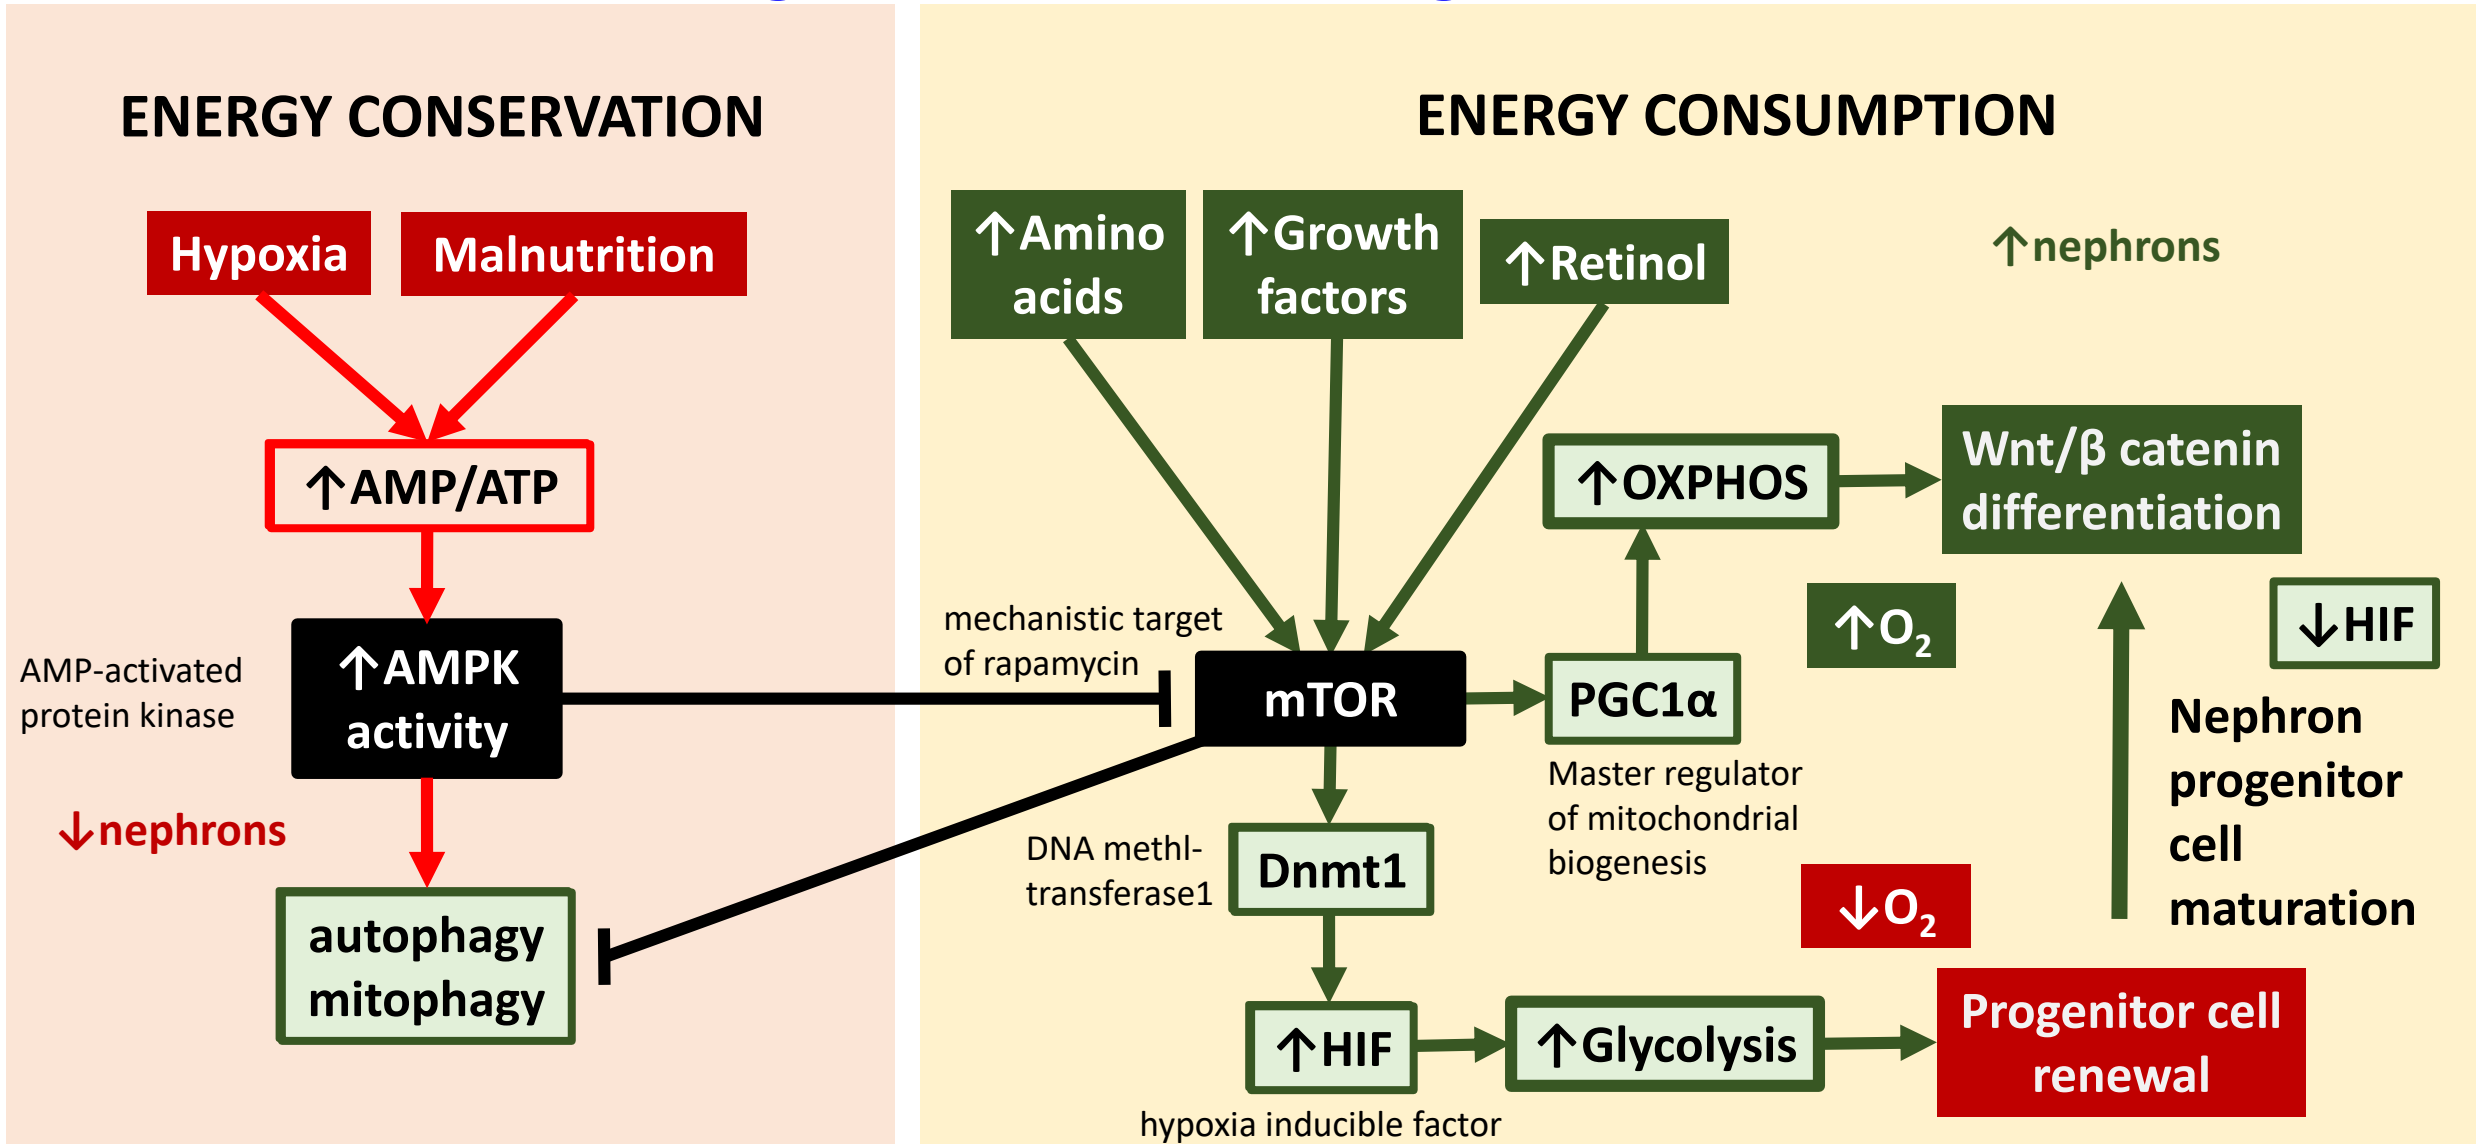 ENERGY CONSERVATION
Hypoxia
Malnutrition
↑AMP/ATP
AMP-activated
protein kinase
↑AMPK
activity
↓nephrons
autophagy
mitophagy
ENERGY CONSUMPTION
↑Amino
acids
↑Growth
factors
↑Retinol
↑nephrons
mechanistic target
of rapamycin
mTOR
PGC1α
Master regulator
of mitochondrial
biogenesis
↑OXPHOS
Wnt/β catenin
differentiation
↑O₂
↓HIF
Nephron
progenitor
cell
maturation
↓O₂
DNA methl-
transferase1
Dnmt1
↑HIF
hypoxia inducible factor
↑Glycolysis
Progenitor cell
renewal